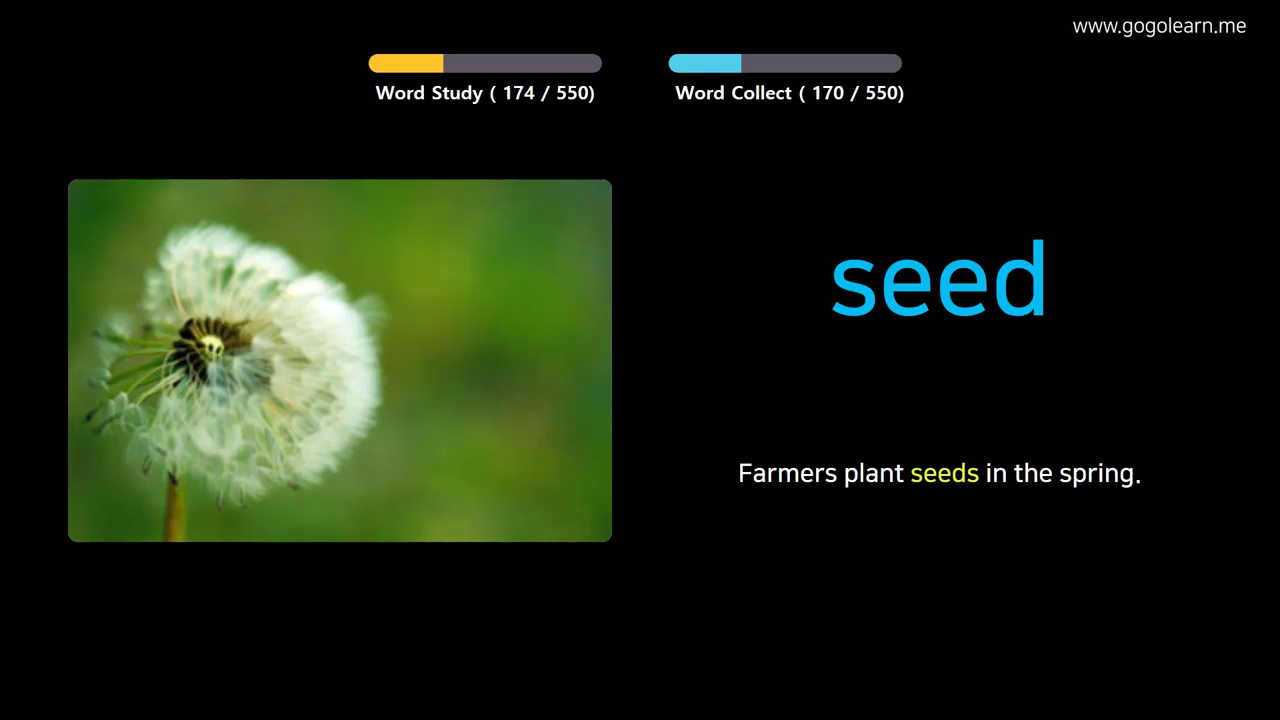 www.gogolearn.me
Word Study ( 174 / 550)
Word Collect ( 170 / 550)
seed
Farmers plant seeds in the spring.